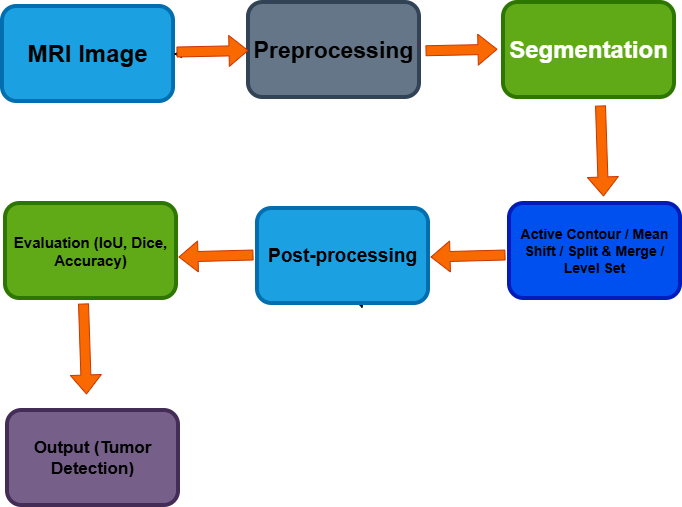 MRI Image
Preprocessing
Segmentation
Active Contour / Mean
Shift / Split & Merge /
Level Set
Post-processing
Evaluation (IoU, Dice,
Accuracy)
Output (Tumor
Detection)